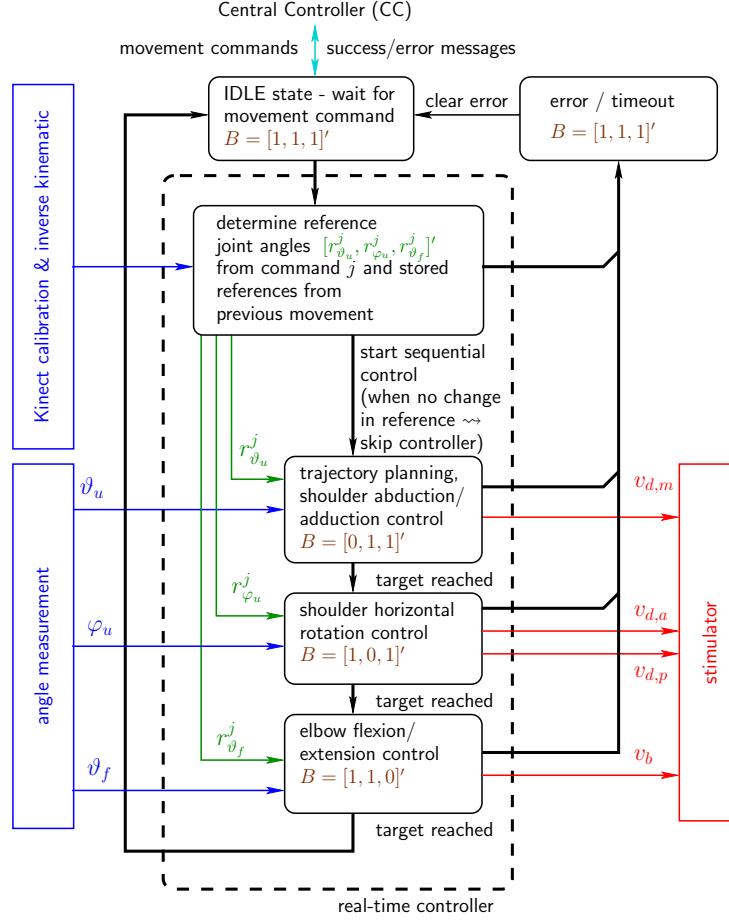 Central Controller (CC)
movement commands
success/error messages
IDLE state - wait for
movement command
B = [1, 1, 1]′
clear error
error / timeout
B = [1, 1, 1]′
Kinect calibration & inverse kinematic
determine reference
joint angles [r^j_{ϑ_u}, r^j_{φ_u}, r^j_{ϑ_f}]′
from command j and stored
references from
previous movement
start sequential
control
(when no change
in reference ⇝
skip controller)
r^j_{ϑ_u}
ϑ_u
trajectory planning,
shoulder abduction/
adduction control
B = [0, 1, 1]′
v_{d,m}
target reached
angle measurement
r^j_{φ_u}
φ_u
shoulder horizontal
rotation control
B = [1, 0, 1]′
v_{d,a}
v_{d,p}
stimulator
target reached
r^j_{ϑ_f}
ϑ_f
elbow flexion/
extension control
B = [1, 1, 0]′
v_b
target reached
real-time controller